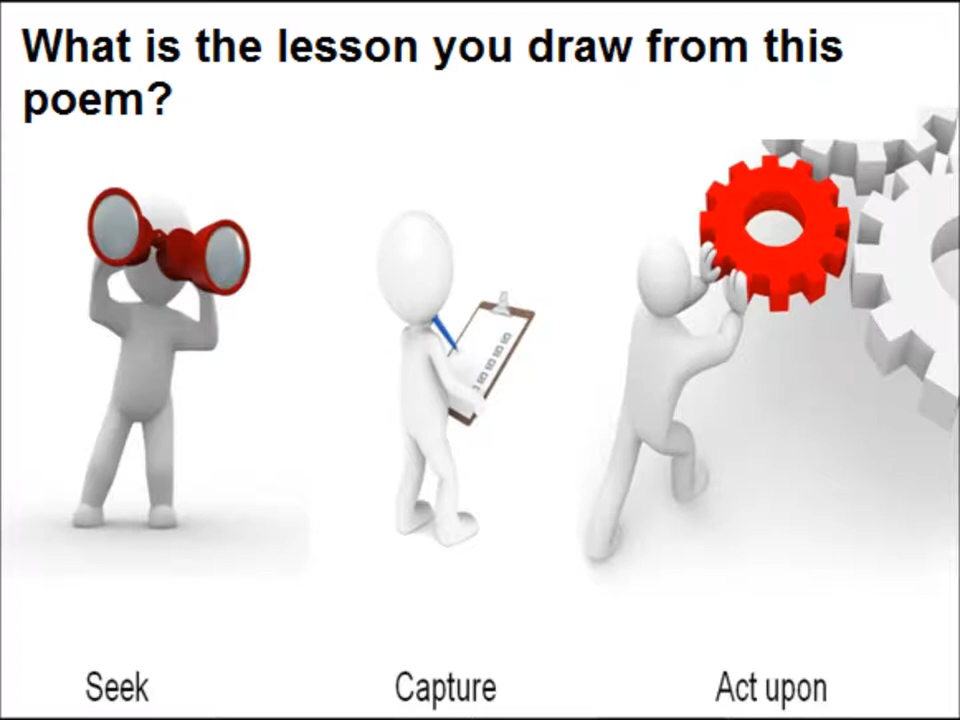 What is the lesson you draw from this
poem?
Seek
Capture
Act upon